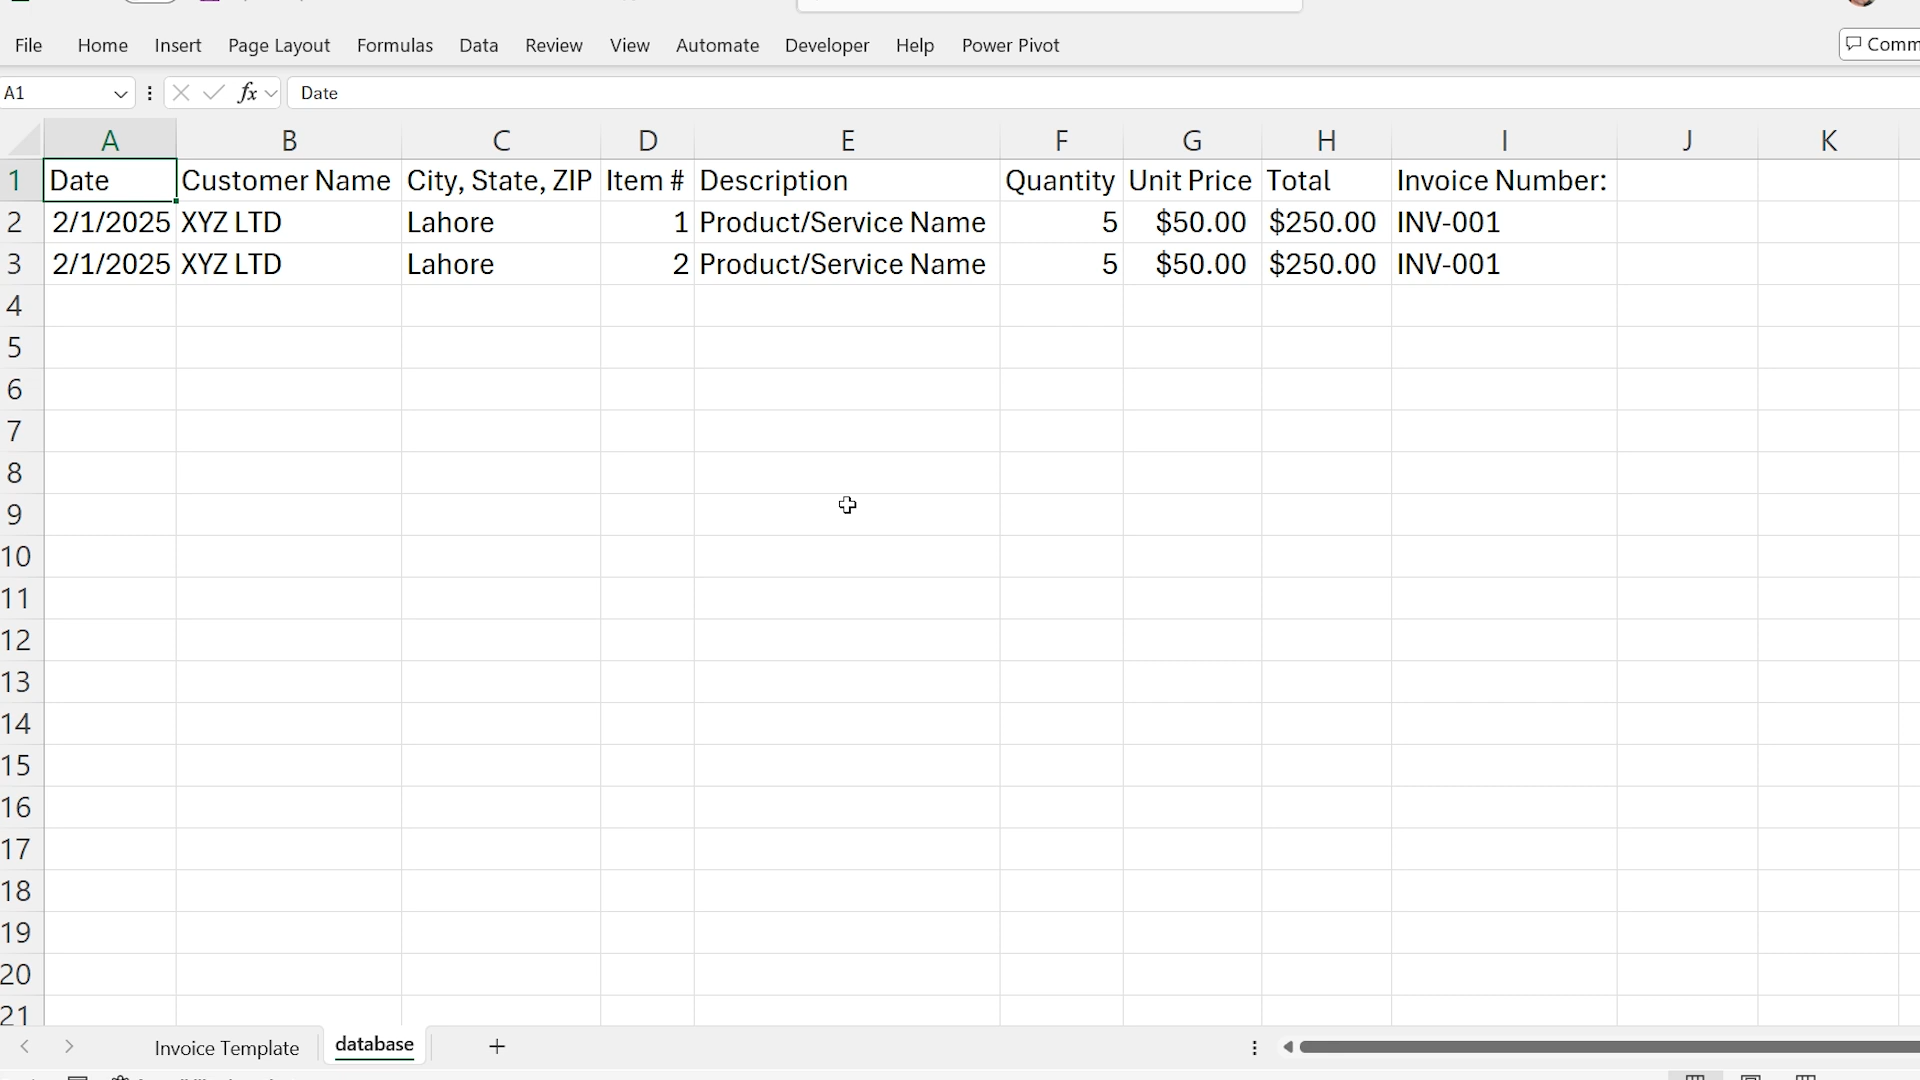 File Home Insert Page Layout Formulas Data Review View Automate Developer Help Power Pivot Comm
A1 fx Date
A B C D E F G H I J K
1 Date Customer Name City, State, ZIP Item # Description Quantity Unit Price Total Invoice Number:
2 2/1/2025 XYZ LTD Lahore 1 Product/Service Name 5 $50.00 $250.00 INV-001
3 2/1/2025 XYZ LTD Lahore 2 Product/Service Name 5 $50.00 $250.00 INV-001
4
5
6
7
8
9
10
11
12
13
14
15
16
17
18
19
20
21
Invoice Template database